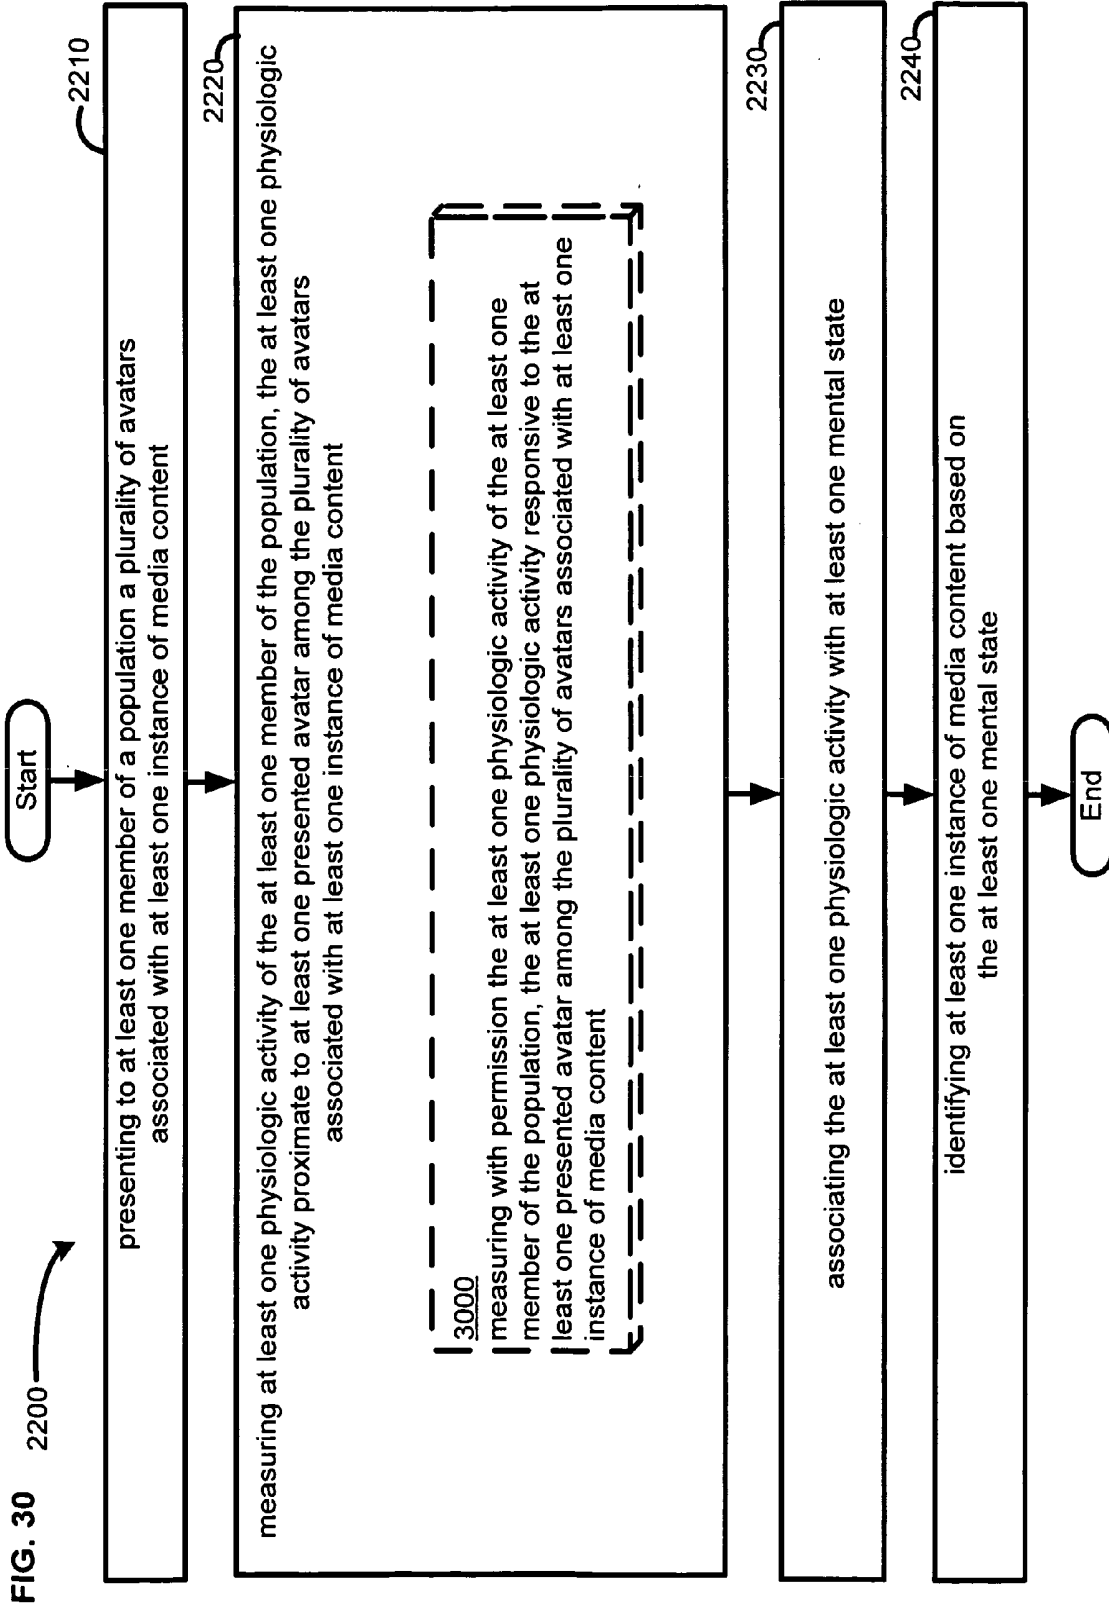 FIG. 30
2200
Start
2210
presenting to at least one member of a population a plurality of avatars
associated with at least one instance of media content
2220
measuring at least one physiologic activity of the at least one member of the population, the at least one physiologic
activity proximate to at least one presented avatar among the plurality of avatars
associated with at least one instance of media content
3000
measuring with permission the at least one physiologic activity of the at least one
member of the population, the at least one physiologic activity responsive to the at
least one presented avatar among the plurality of avatars associated with at least one
instance of media content
2230
associating the at least one physiologic activity with at least one mental state
2240
identifying at least one instance of media content based on
the at least one mental state
End